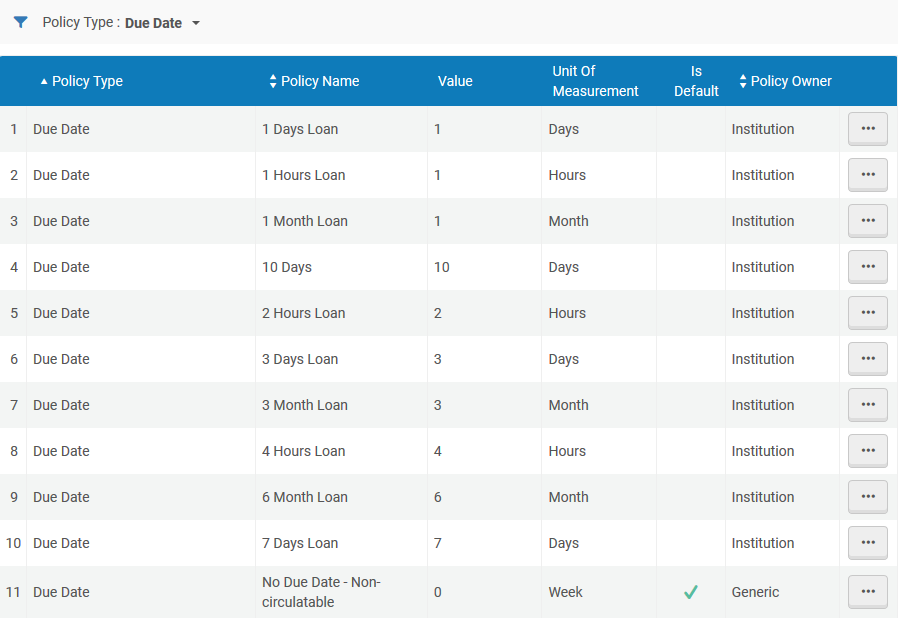 Policy Type : Due Date
Policy Type Policy Name Value Unit Of Measurement Is Default Policy Owner
1 Due Date 1 Days Loan 1 Days Institution
2 Due Date 1 Hours Loan 1 Hours Institution
3 Due Date 1 Month Loan 1 Month Institution
4 Due Date 10 Days 10 Days Institution
5 Due Date 2 Hours Loan 2 Hours Institution
6 Due Date 3 Days Loan 3 Days Institution
7 Due Date 3 Month Loan 3 Month Institution
8 Due Date 4 Hours Loan 4 Hours Institution
9 Due Date 6 Month Loan 6 Month Institution
10 Due Date 7 Days Loan 7 Days Institution
11 Due Date No Due Date - Non-
circulatable 0 Week Generic